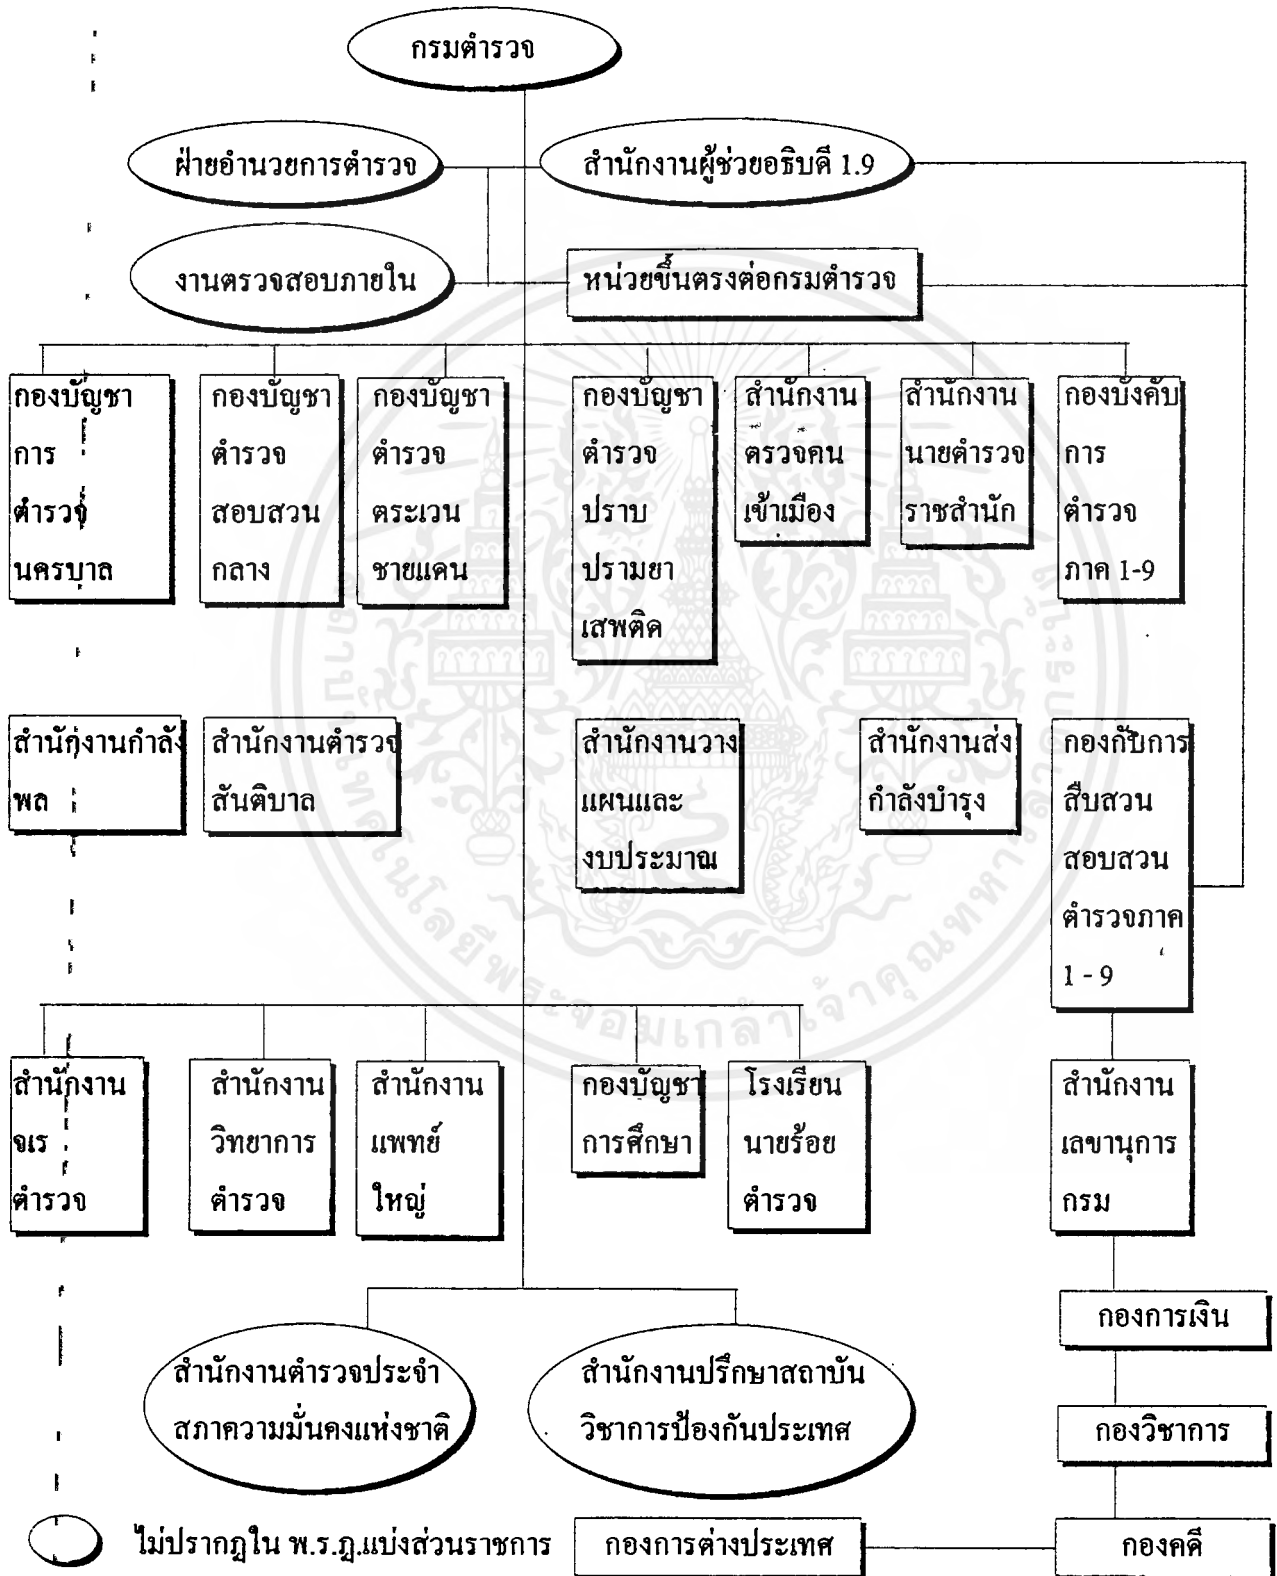 กรมตำรวจ
ฝ่ายอำนวยการตำรวจ
สำนักงานผู้ช่วยอธิบดี 1.9
งานตรวจสอบภายใน
หน่วยขึ้นตรงต่อกรมตำรวจ
กองบัญชา
การ
ตำรวจ
นครบาล
กองบัญชา
ตำรวจ
สอบสวน
กลาง
กองบัญชา
ตำรวจ
ตระเวน
ชายแดน
กองบัญชา
ตำรวจ
ปราบ
ปรามยา
เสพติด
สำนักงาน
ตรวจคน
เข้าเมือง
สำนักงาน
นายตำรวจ
ราชสำนัก
กองบังคับ
การ
ตำรวจ
ภาค 1-9
สำนักงานกำลัง
พล
สำนักงานตำรวจ
สันติบาล
สำนักงานวาง
แผนและ
งบประมาณ
สำนักงานส่ง
กำลังบำรุง
กองกับการ
สืบสวน
สอบสวน
ตำรวจภาค
1 - 9
สำนักงาน
จเร
ตำรวจ
สำนักงาน
วิทยาการ
ตำรวจ
สำนักงาน
แพทย์
ใหญ่
กองบัญชา
การศึกษา
โรงเรียน
นายร้อย
ตำรวจ
สำนักงาน
เลขานุการ
กรม
กองการเงิน
สำนักงานตำรวจประจำ
สภาความมั่นคงแห่งชาติ
สำนักงานปรึกษาสถาบัน
วิชาการป้องกันประเทศ
กองวิชาการ
ไม่ปรากฏใน พ.ร.ฎ.แบ่งส่วนราชการ
กองการต่างประเทศ
กองคดี